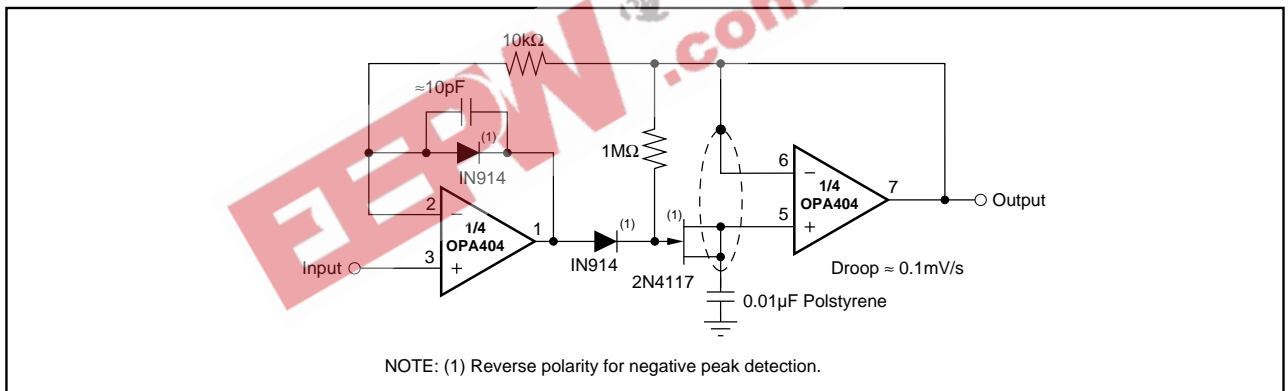 EEPW.com
10kΩ
≈10pF
(1)
IN914
1MΩ
2
−
1/4
OPA404
1
3
+
Input
(1)
IN914
(1)
2N4117
6
−
1/4
OPA404
7
5
+
Output
Droop ≈ 0.1mV/s
0.01µF Polstyrene
NOTE: (1) Reverse polarity for negative peak detection.